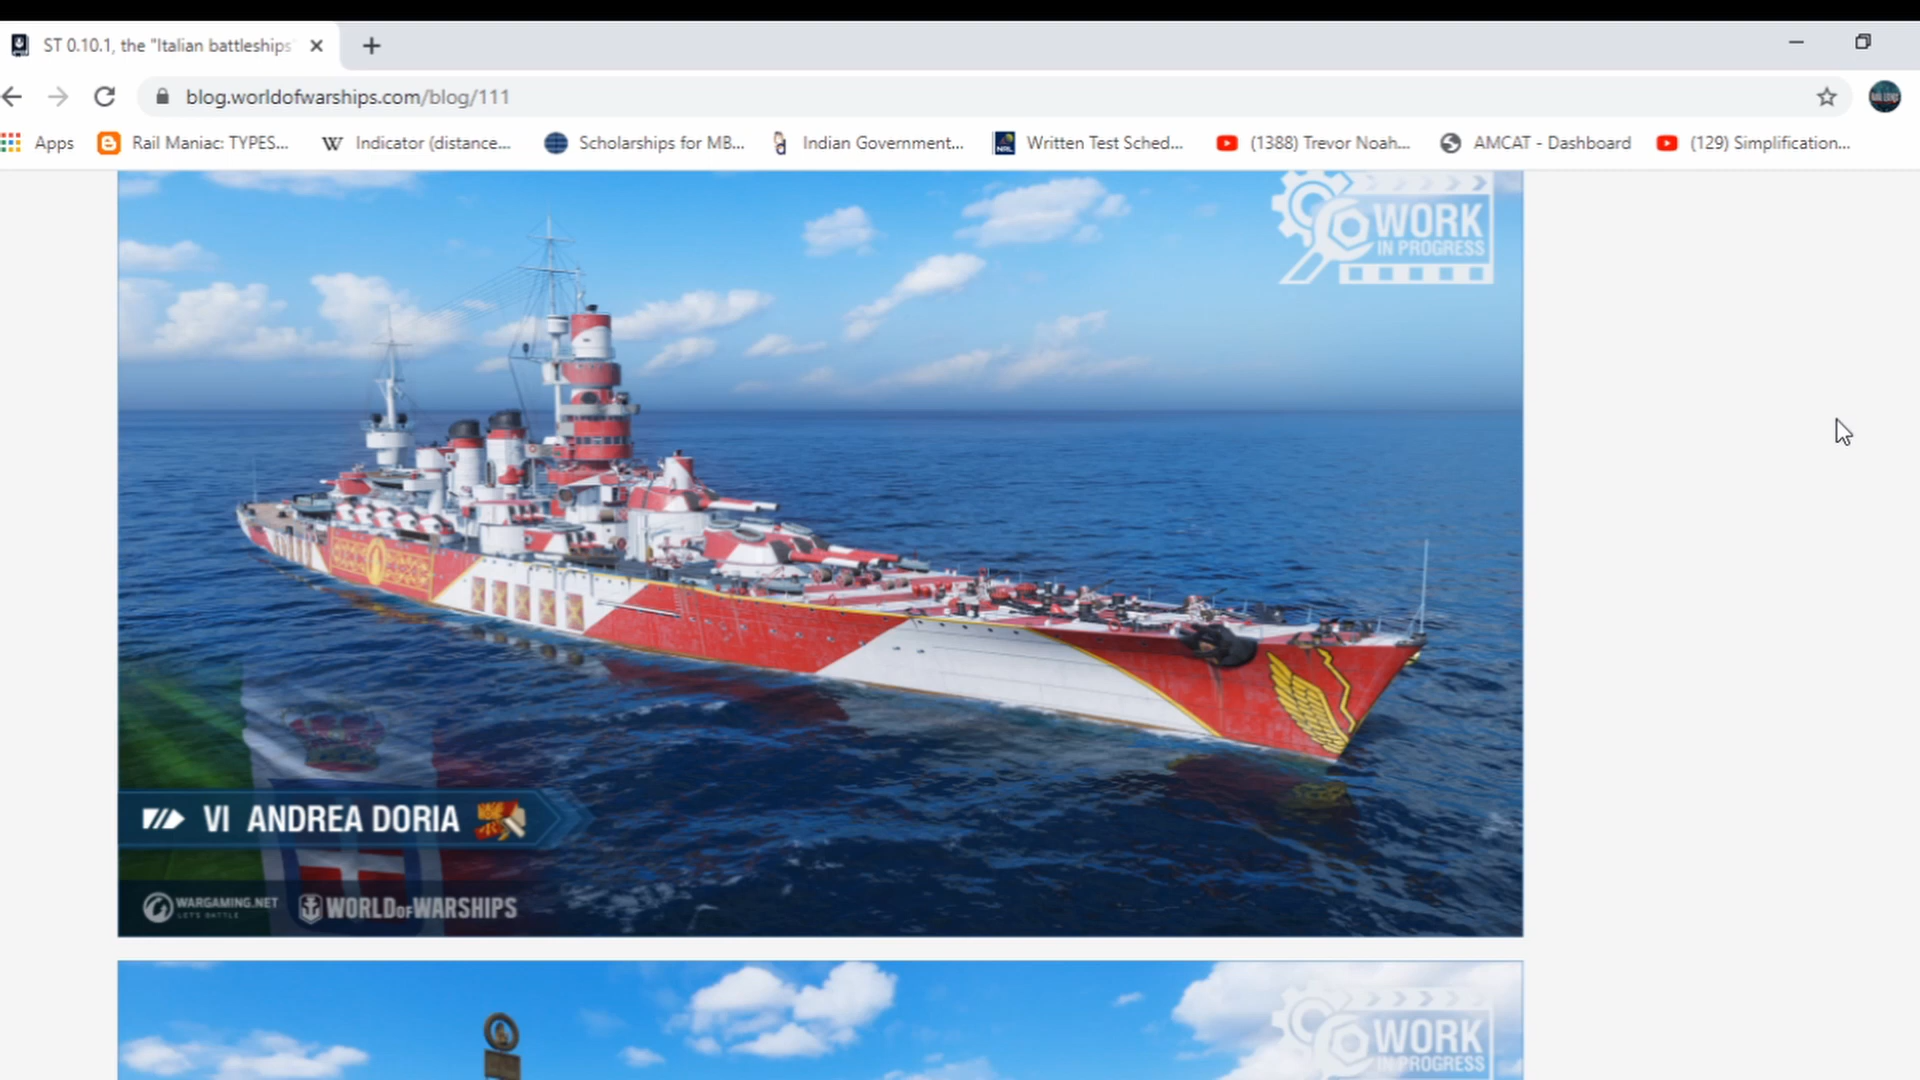 ST 0.10.1, the "Italian battleships"
blog.worldofwarships.com/blog/111
Apps
Rail Maniac: TYPES...
Indicator (distance...
Scholarships for MB...
Indian Government...
Written Test Sched...
(1388) Trevor Noah...
AMCAT - Dashboard
(129) Simplification...
WORK
IN PROGRESS
VI ANDREA DORIA
WARGAMING.NET
LET'S BATTLE
WORLD OF WARSHIPS
WORK
IN PROGRESS